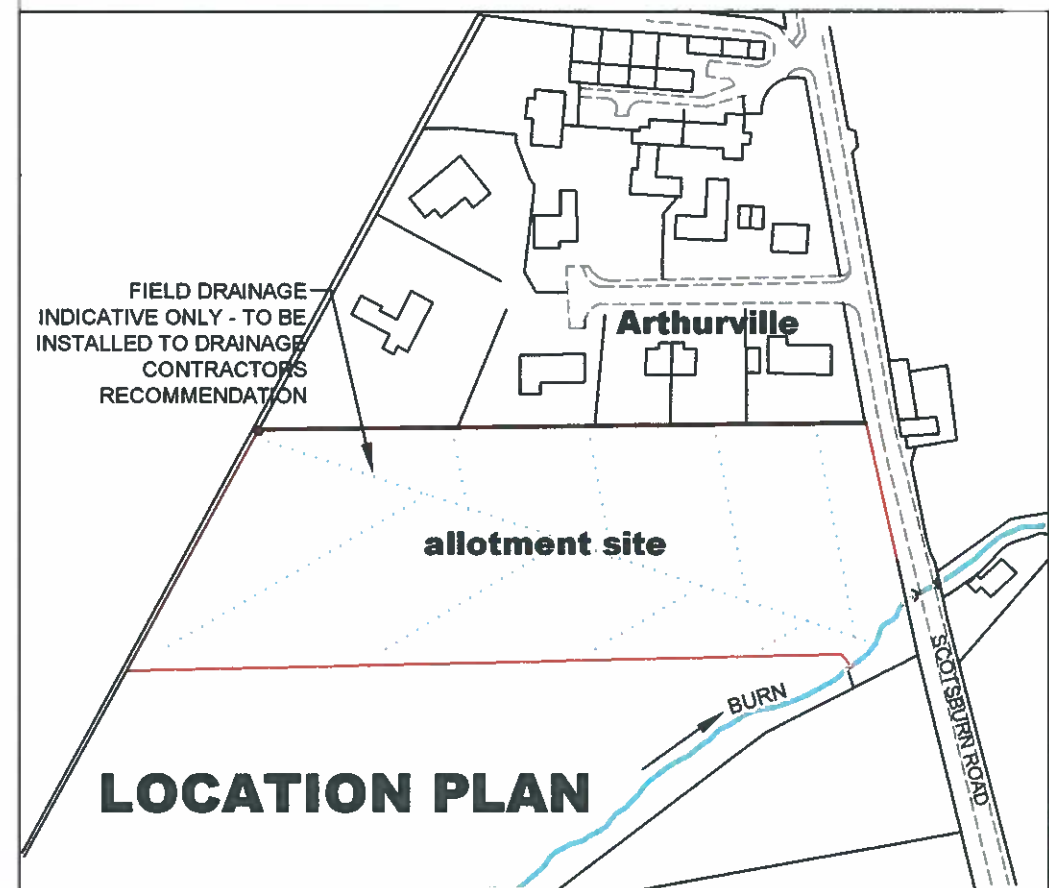 FIELD DRAINAGE
INDICATIVE ONLY - TO BE
INSTALLED TO DRAINAGE
CONTRACTORS
RECOMMENDATION
Arthurville
allotment site
BURN
SCOTSBURN ROAD
LOCATION PLAN